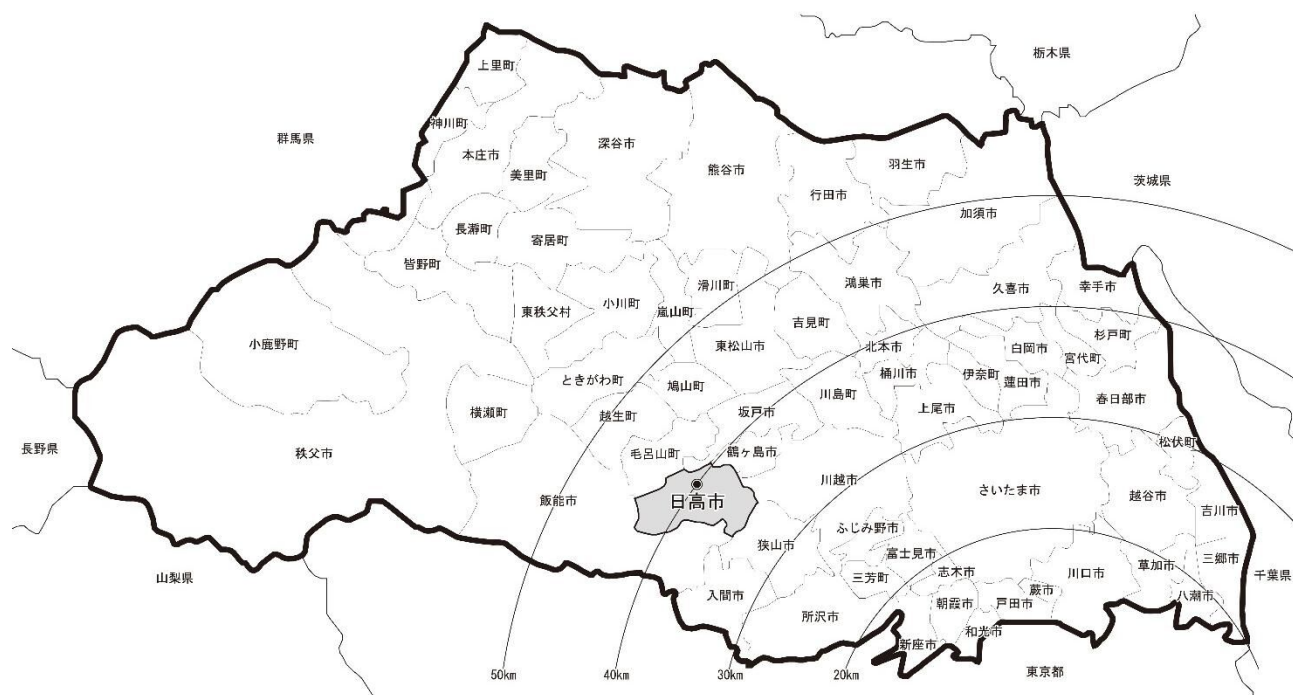 栃木県
上里町
群馬県
神川町
深谷市
本庄市
熊谷市
羽生市
美里町
行田市
茨城県
加須市
長瀞町
寄居町
皆野町
鴻巣市
久喜市
幸手市
滑川町
東秩父村
小川町
嵐山町
吉見町
杉戸町
小鹿野町
東松山市
北本市
白岡市
宮代町
桶川市
伊奈町
蓮田市
ときがわ町
鳩山町
川島町
春日部市
横瀬町
越生町
坂戸市
上尾市
松伏町
長野県
秩父市
毛呂山町
鶴ヶ島市
川越市
さいたま市
越谷市
飯能市
日高市
吉川市
ふじみ野市
狭山市
富士見市
三郷市
山梨県
三芳町
志木市
川口市
草加市
千葉県
入間市
蕨市
八潮市
朝霞市
戸田市
所沢市
和光市
新座市
東京都
50km
40km
30km
20km